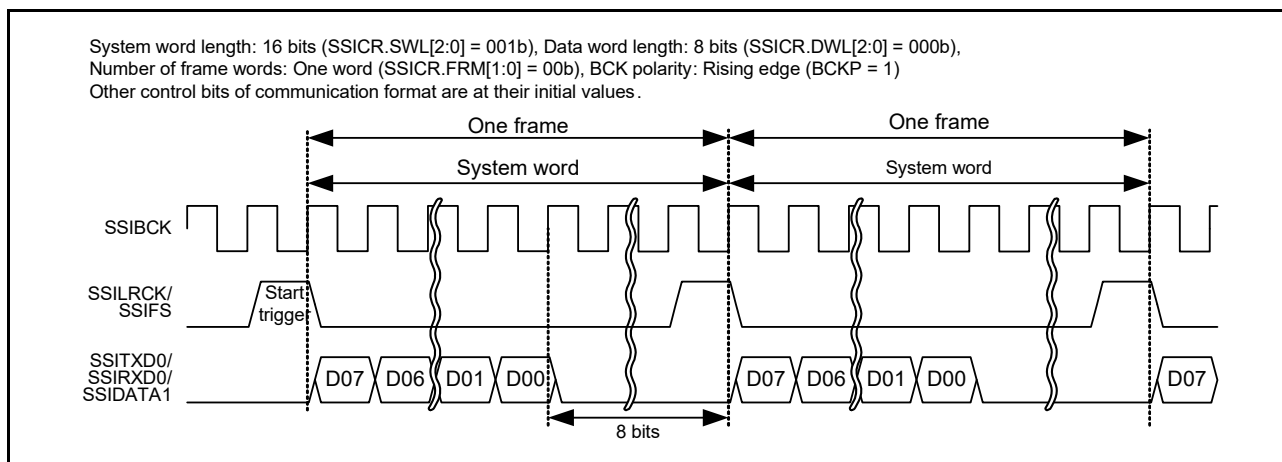 System word length: 16 bits (SSICR.SWL[2:0] = 001b), Data word length: 8 bits (SSICR.DWL[2:0] = 000b),
Number of frame words: One word (SSICR.FRM[1:0] = 00b), BCK polarity: Rising edge (BCKP = 1)
Other control bits of communication format are at their initial values.
One frame
One frame
System word
System word
SSIBCK
SSILRCK/
SSIFS
Start
trigger
SSITXD0/
SSIRXD0/
SSIDATA1
D07 D06 D01 D00 D07 D06 D01 D00 D07
8 bits